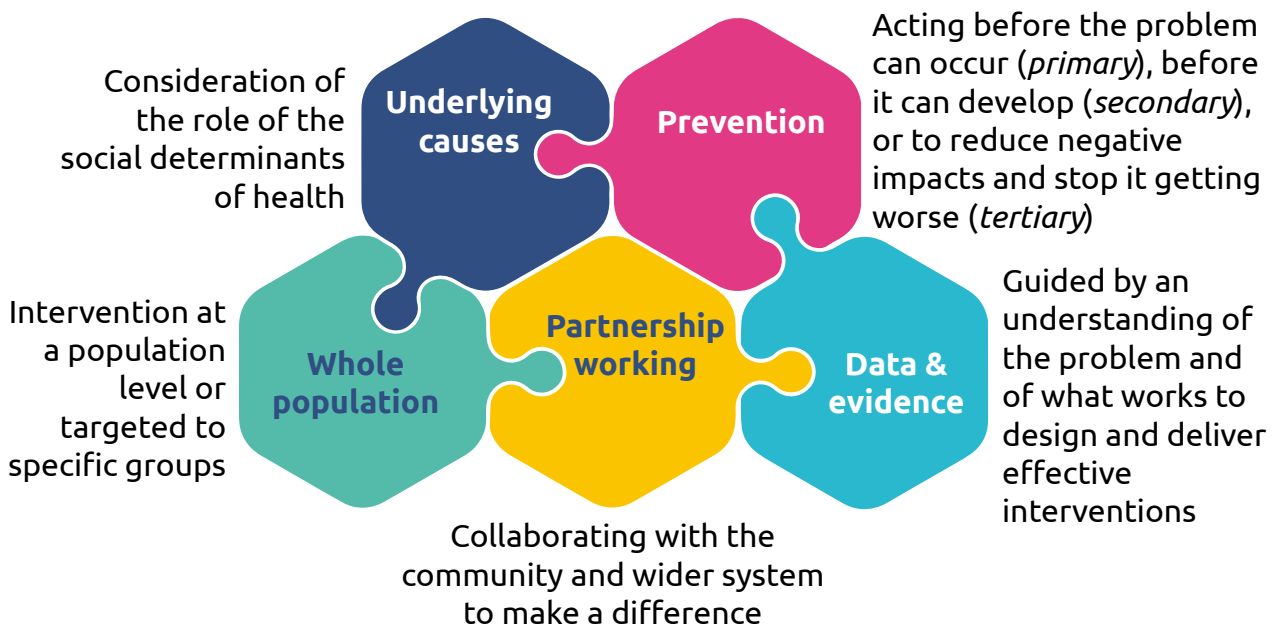 Consideration of
the role of the
social determinants
of health
Underlying
causes
Prevention
Acting before the problem
can occur (primary), before
it can develop (secondary),
or to reduce negative
impacts and stop it getting
worse (tertiary)
Intervention at
a population
level or
targeted to
specific groups
Whole
population
Partnership
working
Data &
evidence
Guided by an
understanding of
the problem and
of what works to
design and deliver
effective
interventions
Collaborating with the
community and wider system
to make a difference